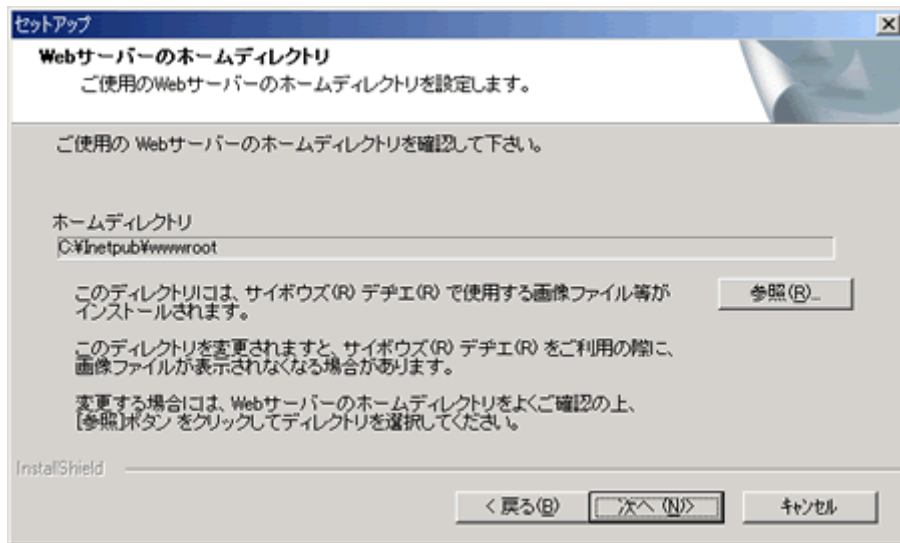 セットアップ
Webサーバーのホームディレクトリ
ご使用のWebサーバーのホームディレクトリを設定します。
ご使用の Webサーバーのホームディレクトリを確認して下さい。
ホームディレクトリ
C:¥Inetpub¥wwwroot
このディレクトリには、サイボウズ(R) デヂエ(R) で使用する画像ファイル等が
インストールされます。
参照(R)...
このディレクトリを変更されますと、サイボウズ(R) デヂエ(R) をご利用の際に、
画像ファイルが表示されなくなる場合があります。
変更する場合には、Webサーバーのホームディレクトリをよくご確認の上、
[参照]ボタン をクリックしてディレクトリを選択してください。
InstallShield
< 戻る(B)
次へ (N)>
キャンセル